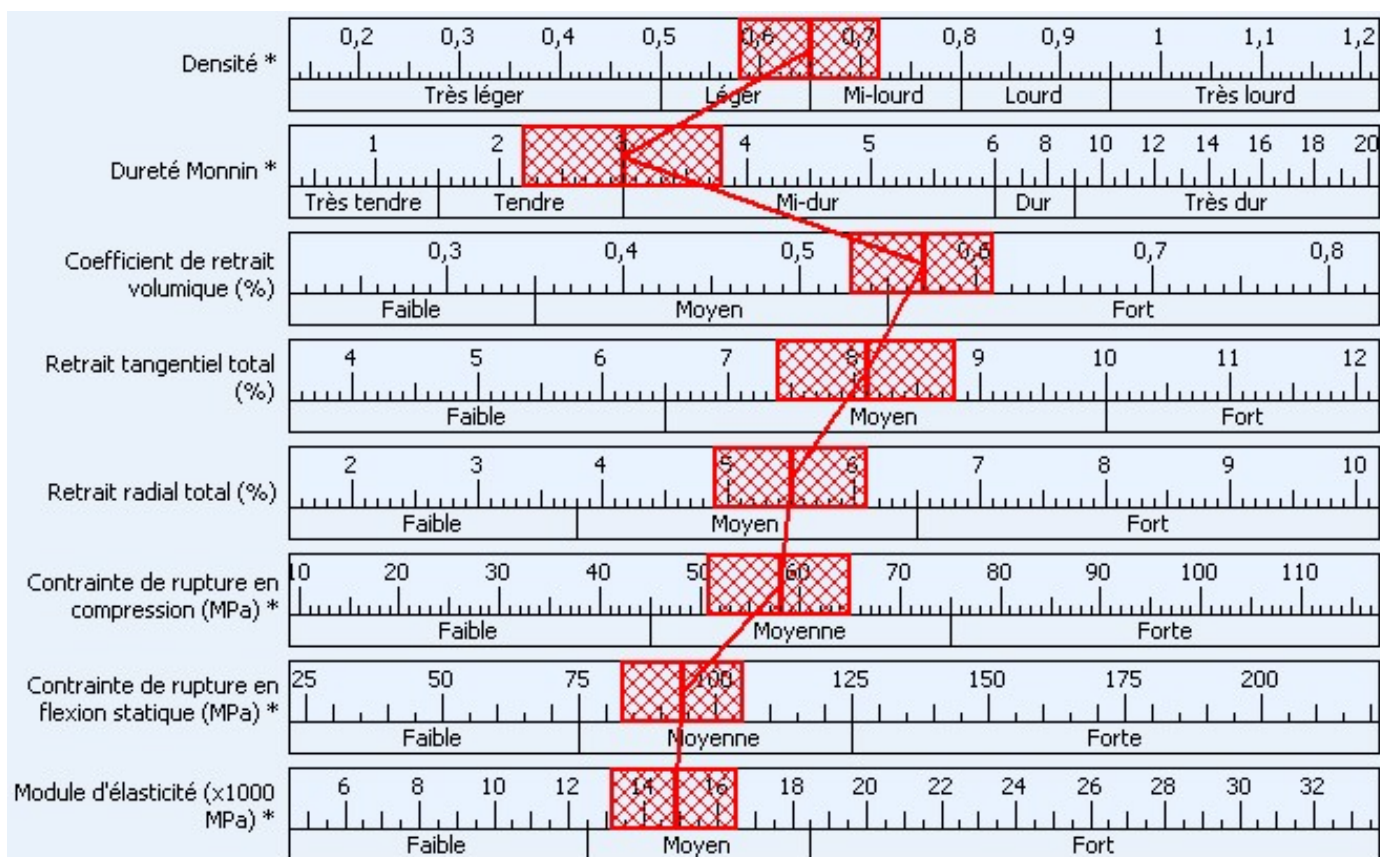 0,2 0,3 0,4 0,5 0,6 0,7 0,8 0,9 1 1,1 1,2
Densité *
Très léger Léger Mi-lourd Lourd Très lourd
1 2 3 4 5 6 8 10 12 14 16 18 20
Dureté Monnin *
Très tendre Tendre Mi-dur Dur Très dur
0,3 0,4 0,5 0,6 0,7 0,8
Coefficient de retrait
volumique (%)
Faible Moyen Fort
4 5 6 7 8 9 10 11 12
Retrait tangentiel total
(%)
Faible Moyen Fort
2 3 4 5 6 7 8 9 10
Retrait radial total (%)
Faible Moyen Fort
10 20 30 40 50 60 70 80 90 100 110
Contrainte de rupture en
compression (MPa) *
Faible Moyenne Forte
25 50 75 100 125 150 175 200
Contrainte de rupture en
flexion statique (MPa) *
Faible Moyenne Forte
6 8 10 12 14 16 18 20 22 24 26 28 30 32
Module d'élasticité (x1000
MPa) *
Faible Moyen Fort